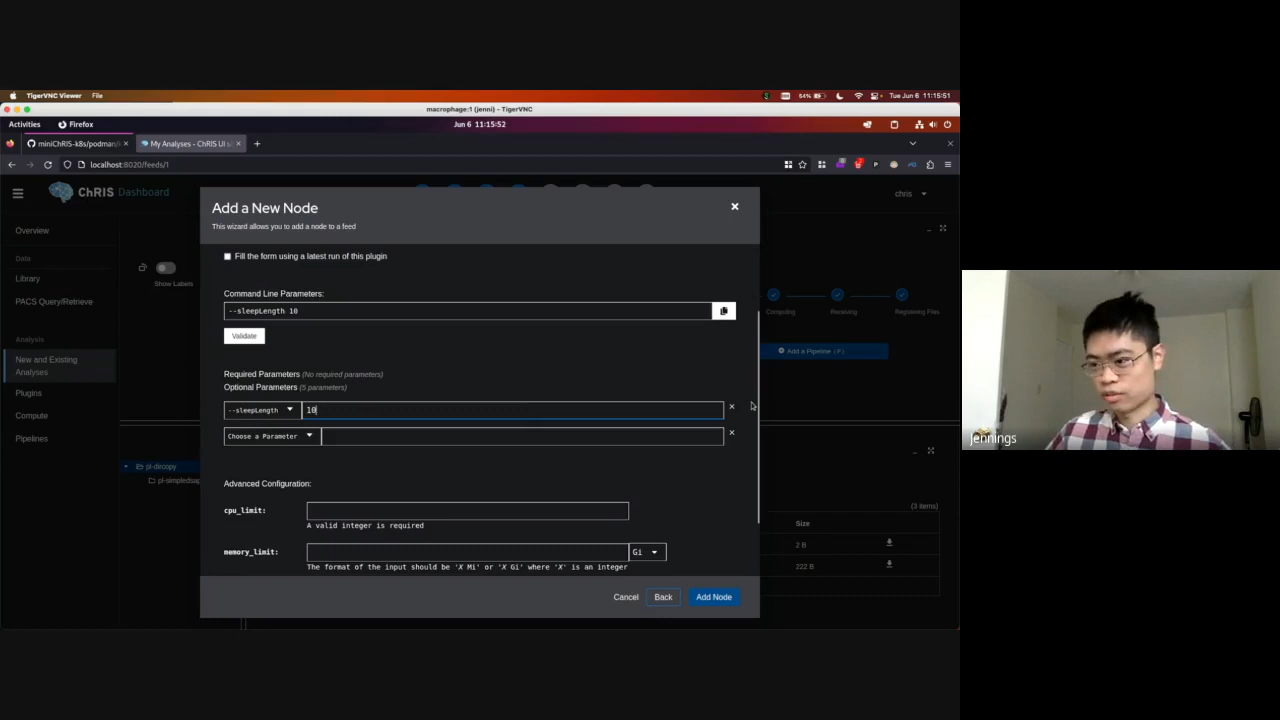 TigerVNC Viewer File
54% Tue Jun 6 11:15:51
macrophage:1 (jenni) - TigerVNC
Activities Firefox Jun 6 11:15:52
miniChRIS-k8s/podman/ My Analyses - ChRIS UI
localhost:8020/feeds/1
ChRIS Dashboard
chris
Overview
Data
Library
PACS Query/Retrieve
Analysis
New and Existing
Analyses
Plugins
Compute
Pipelines
Show Labels
Add a New Node
This wizard allows you to add a node to a feed
Fill the form using a latest run of this plugin
Command Line Parameters:
--sleepLength 10
Validate
Required Parameters (No required parameters)
Optional Parameters (5 parameters)
--sleepLength 10
Choose a Parameter
Advanced Configuration:
cpu_limit:
A valid integer is required
memory_limit: Gi
The format of the input should be 'X Mi' or 'X Gi' where 'X' is an integer
Cancel Back Add Node
Computing Receiving Registering Files
Add a Pipeline ( P )
pl-dircopy
pl-simpledsap
(3 items)
Size
2 B
222 B
Jennings